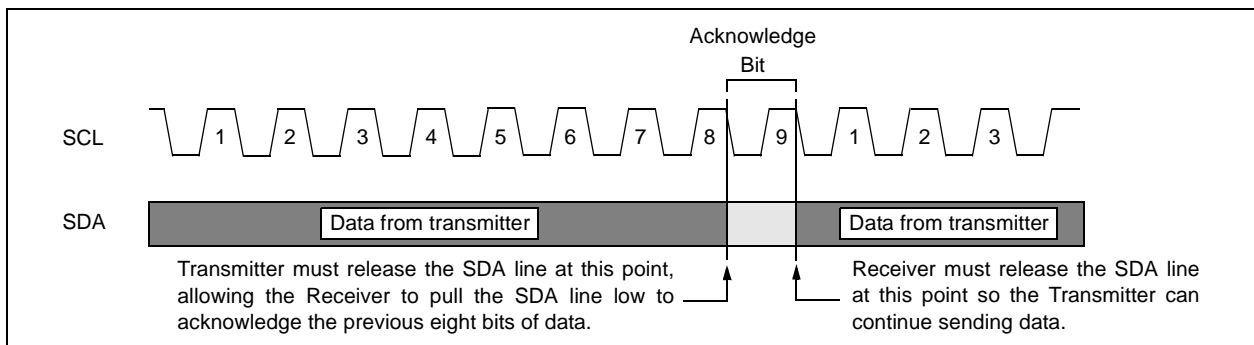 Acknowledge
Bit
SCL
1 2 3 4 5 6 7 8 9 1 2 3
SDA
Data from transmitter
Data from transmitter
Transmitter must release the SDA line at this point,
allowing the Receiver to pull the SDA line low to
acknowledge the previous eight bits of data.
Receiver must release the SDA line
at this point so the Transmitter can
continue sending data.